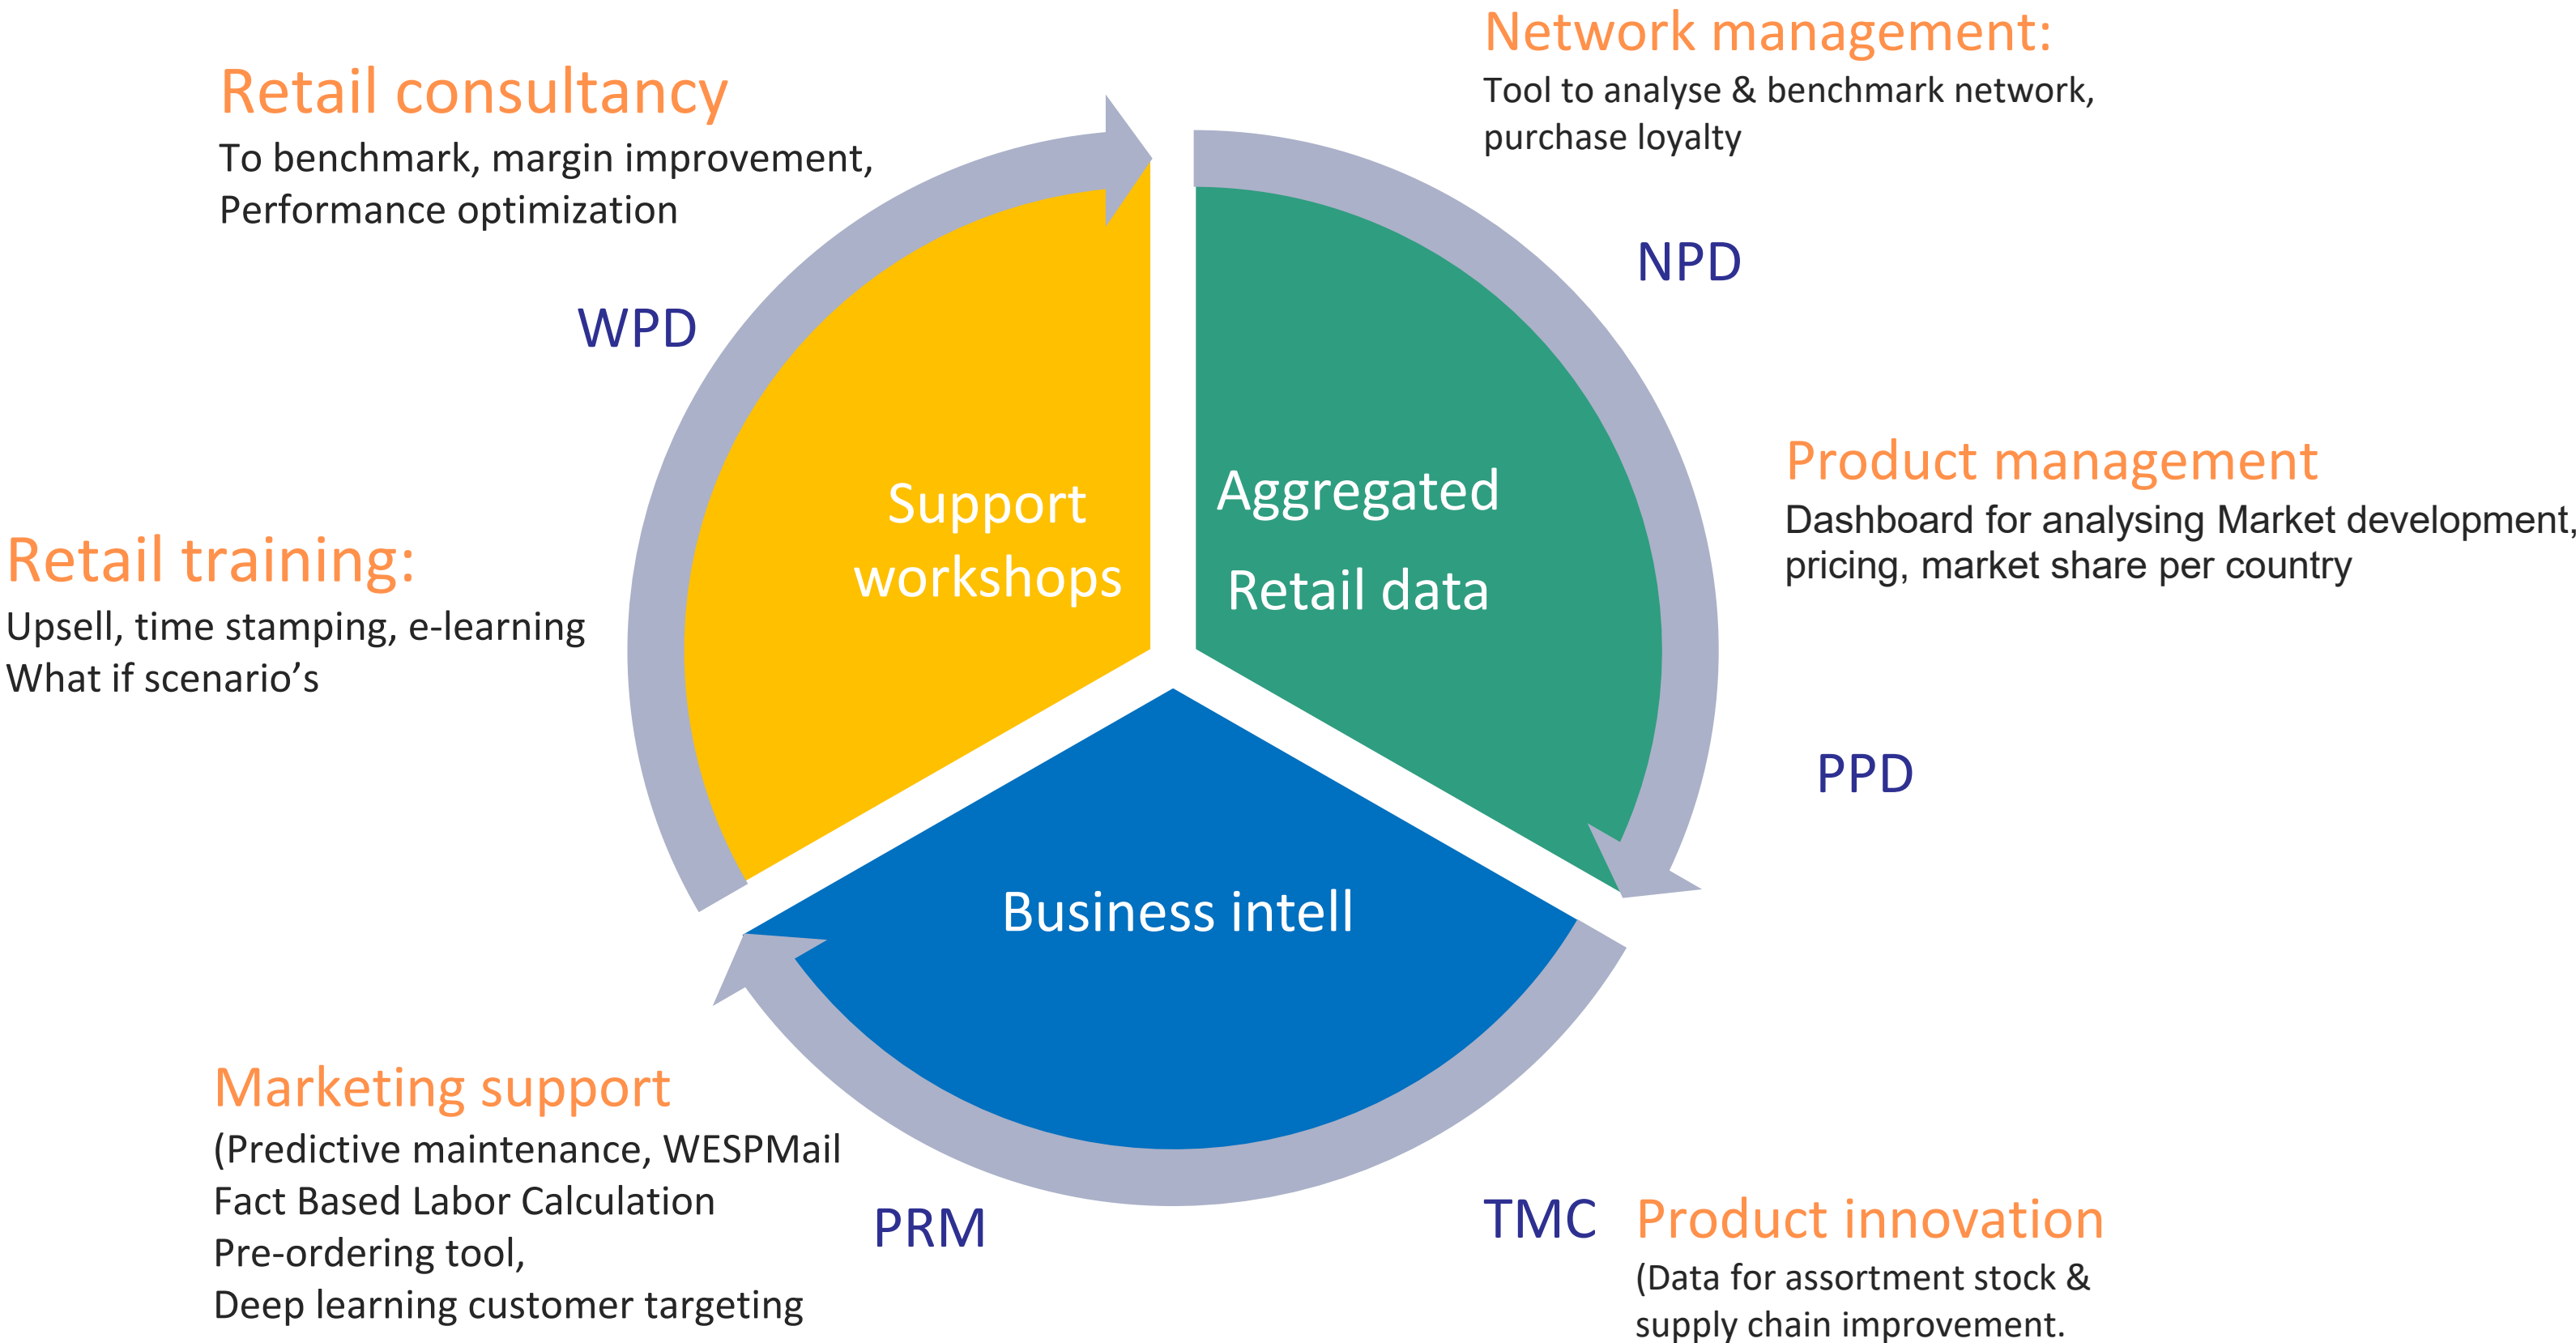 Network management:
Tool to analyse & benchmark network,
purchase loyalty
NPD
Retail consultancy
To benchmark, margin improvement,
Performance optimization
WPD
Support
workshops
Aggregated
Retail data
Product management
Dashboard for analysing Market development,
pricing, market share per country
PPD
Retail training:
Upsell, time stamping, e-learning
What if scenario’s
Business intell
Marketing support
(Predictive maintenance, WESPMail
Fact Based Labor Calculation
Pre-ordering tool,
Deep learning customer targeting
PRM
TMC
Product innovation
(Data for assortment stock &
supply chain improvement.